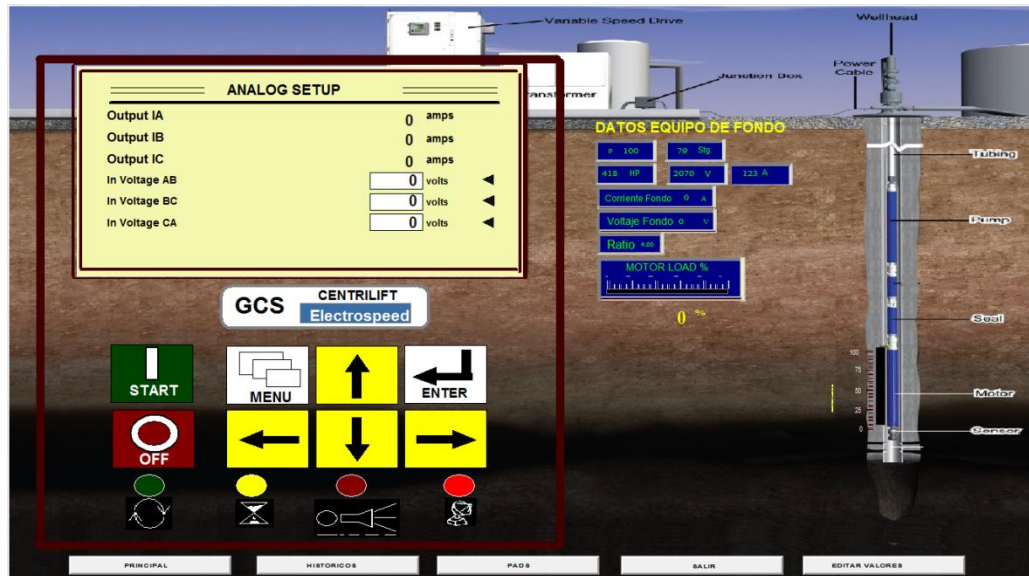 Variable Speed Drive
Wellhead
Power
Cable
Junction Box
ansformer
ANALOG SETUP
Output IA 0 amps
Output IB 0 amps
Output IC 0 amps
In Voltage AB 0 volts
In Voltage BC 0 volts
In Voltage CA 0 volts
GCS CENTRILIFT
Electrospeed
START
MENU
ENTER
OFF
DATOS EQUIPO DE FONDO
P 100 79 Stg.
418 HP 2070 V 123 A
Corriente Fondo 0 A
Voltaje Fondo 0 V
Ratio 4.00
MOTOR LOAD %
0 %
Tubing
Pump
Seal
Motor
Sensor
100
75
50
25
0
PRINCIPAL HISTORICOS PADS SALIR EDITAR VALORES